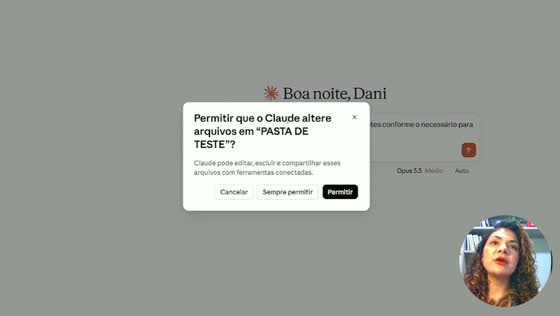 Boa noite, Dani
Permitir que o Claude altere
arquivos em “PASTA DE
TESTE”?
conforme o necessário para
Claude pode editar, excluir e compartilhar esses
arquivos com ferramentas conectadas.
Opus 5.5 Médio Auto
Cancelar Sempre permitir Permitir